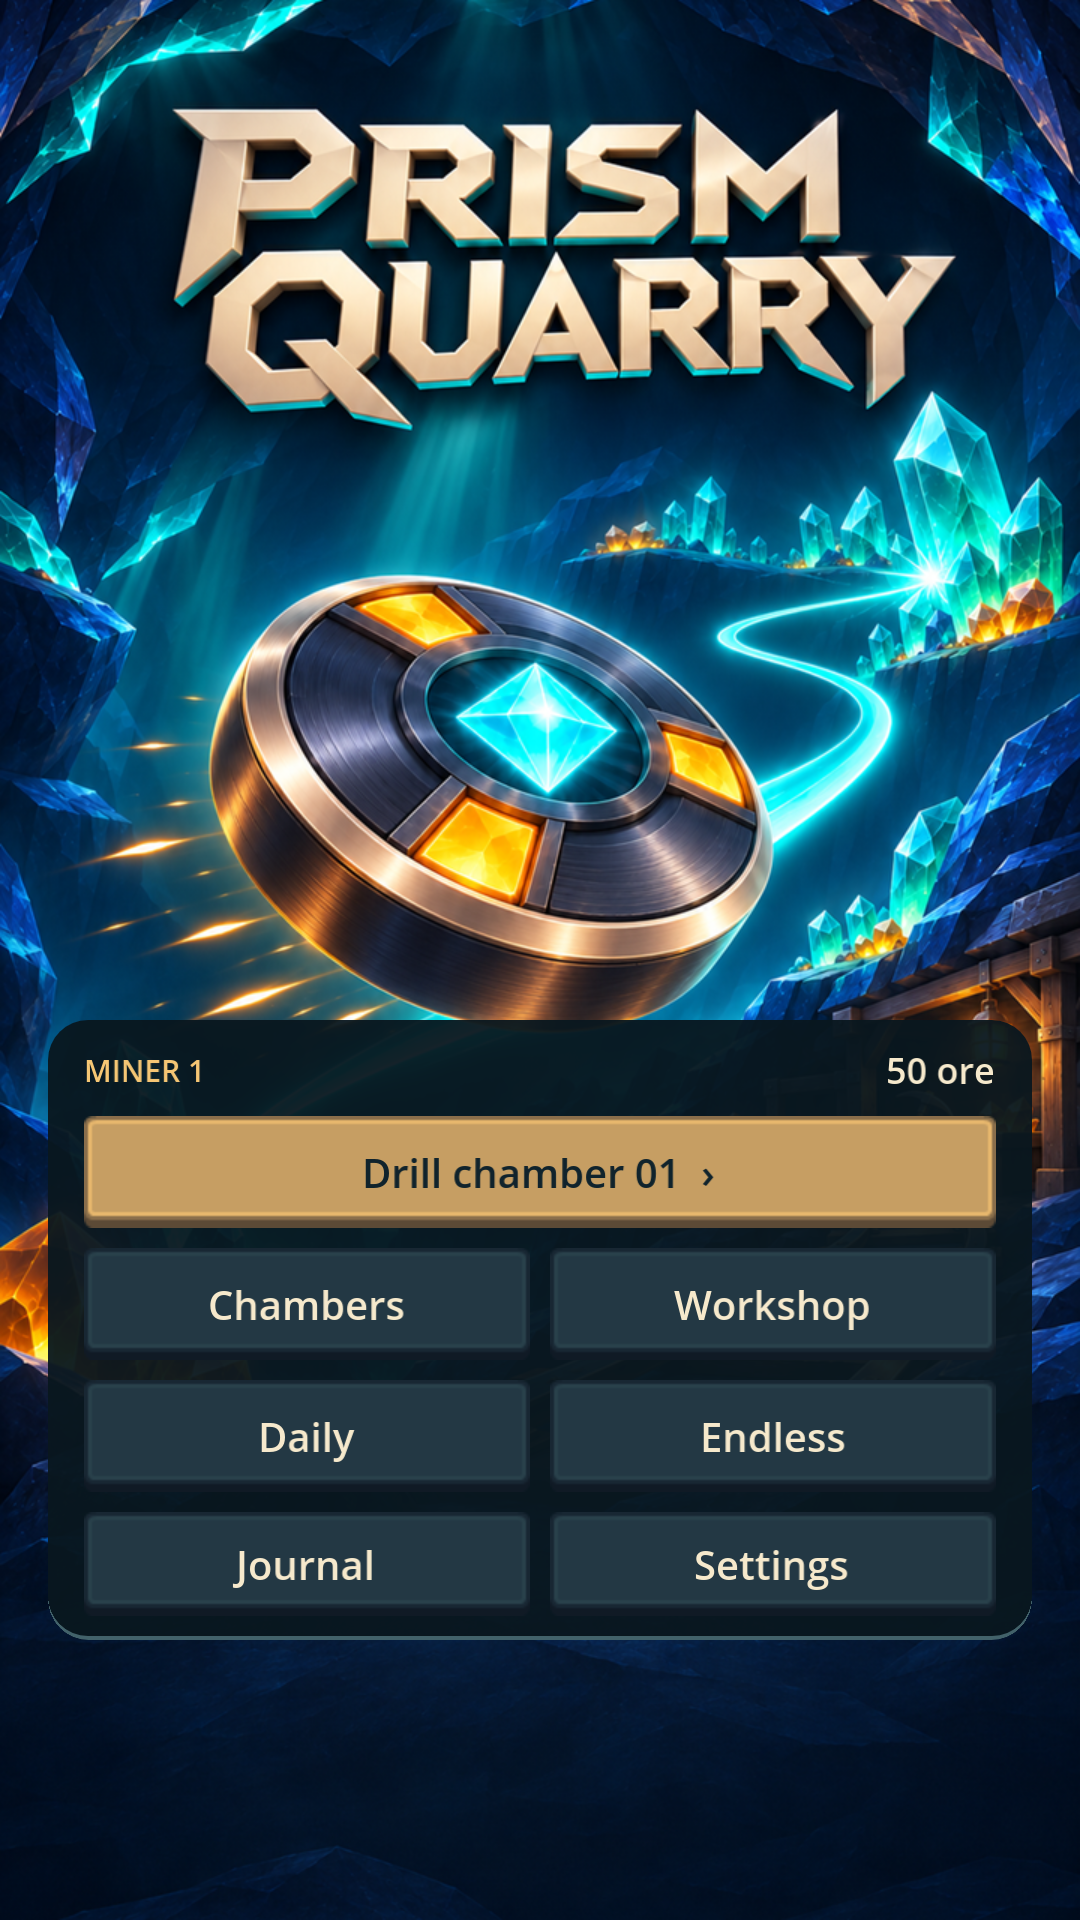 PRISM
QUARRY
MINER 1
50 ore
Drill chamber 01 ›
Chambers
Workshop
Daily
Endless
Journal
Settings